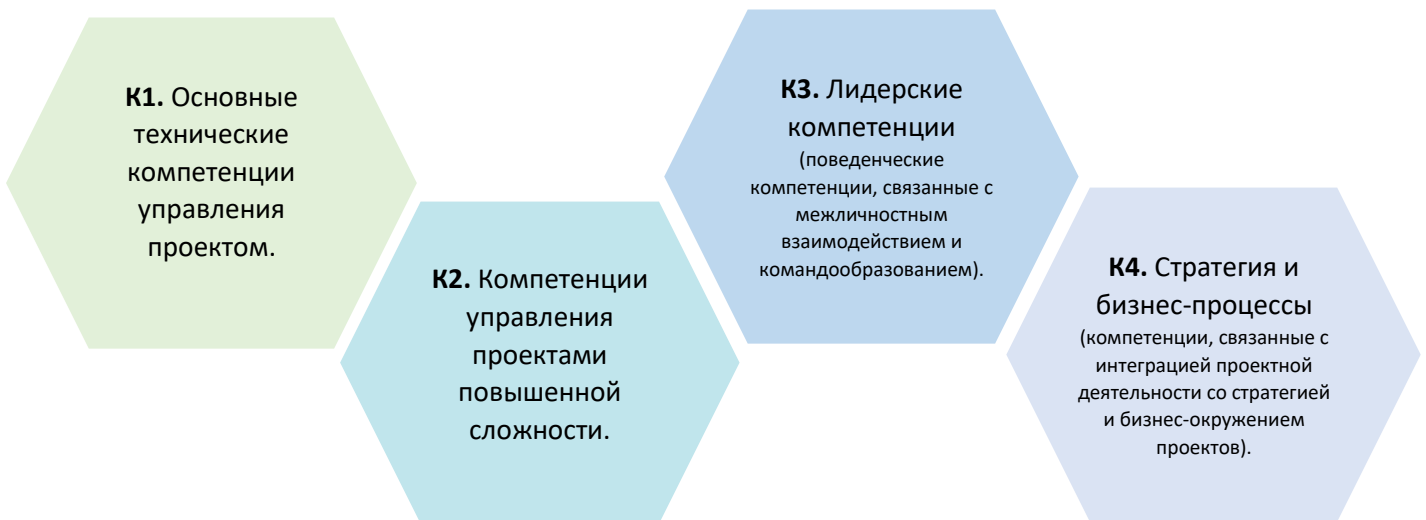 К1. Основные
технические
компетенции
управления
проектом.
К2. Компетенции
управления
проектами
повышенной
сложности.
К3. Лидерские
компетенции
(поведенческие
компетенции, связанные с
межличностным
взаимодействием и
командообразованием).
К4. Стратегия и
бизнес-процессы
(компетенции, связанные с
интеграцией проектной
деятельности со стратегией
и бизнес-окружением
проектов).